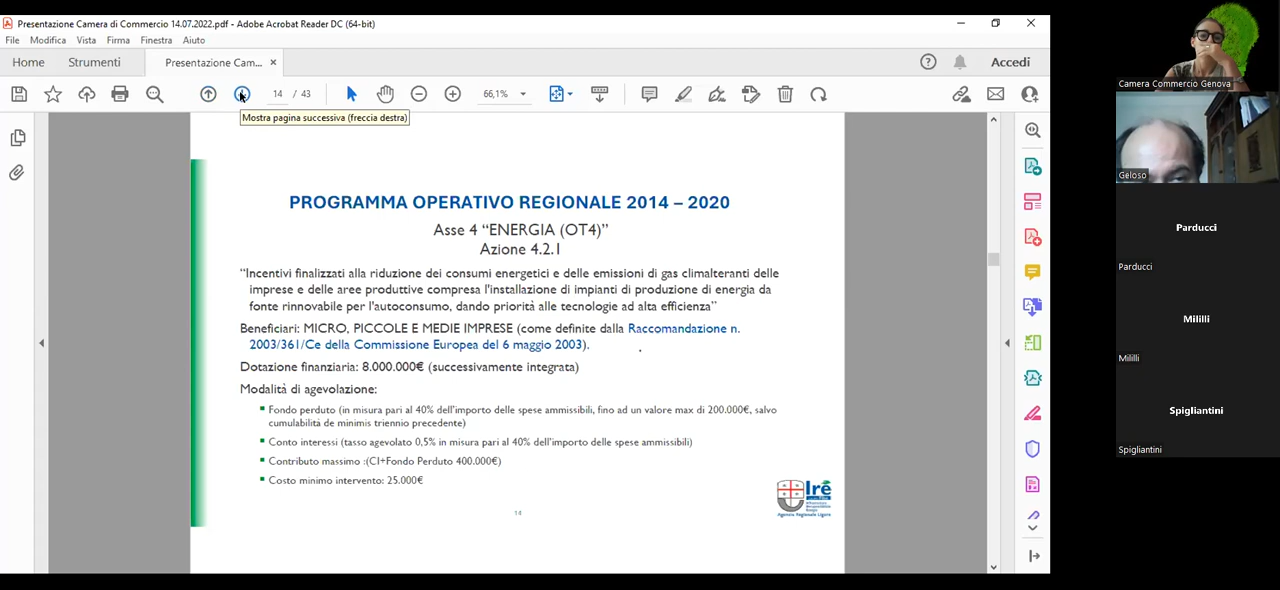 Presentazione Camera di Commercio 14.07.2022.pdf - Adobe Acrobat Reader DC (64-bit)
File Modifica Vista Firma Finestra Aiuto
Home Strumenti Presentazione Cam... × Accedi
14 / 43 66,1%
Mostra pagina successiva (freccia destra)
PROGRAMMA OPERATIVO REGIONALE 2014 – 2020
Asse 4 “ENERGIA (OT4)”
Azione 4.2.1
“Incentivi finalizzati alla riduzione dei consumi energetici e delle emissioni di gas climalteranti delle
imprese e delle aree produttive compresa l'installazione di impianti di produzione di energia da
fonte rinnovabile per l'autoconsumo, dando priorità alle tecnologie ad alta efficienza”
Beneficiari: MICRO, PICCOLE E MEDIE IMPRESE (come definite dalla Raccomandazione n.
2003/361/Ce della Commissione Europea del 6 maggio 2003).
Dotazione finanziaria: 8.000.000€ (successivamente integrata)
Modalità di agevolazione:
Fondo perduto (in misura pari al 40% dell'importo delle spese ammissibili, fino ad un valore max di 200.000€, salvo
cumulabilità de minimis triennio precedente)
Conto interessi (tasso agevolato 0,5% in misura pari al 40% dell'importo delle spese ammissibili)
Contributo massimo :(CI+Fondo Perduto 400.000€)
Costo minimo intervento: 25.000€
Ire
Agenzia Regionale Ligure
14
Camera Commercio Genova
Geloso
Parducci
Parducci
Mililli
Mililli
Spigliantini
Spigliantini